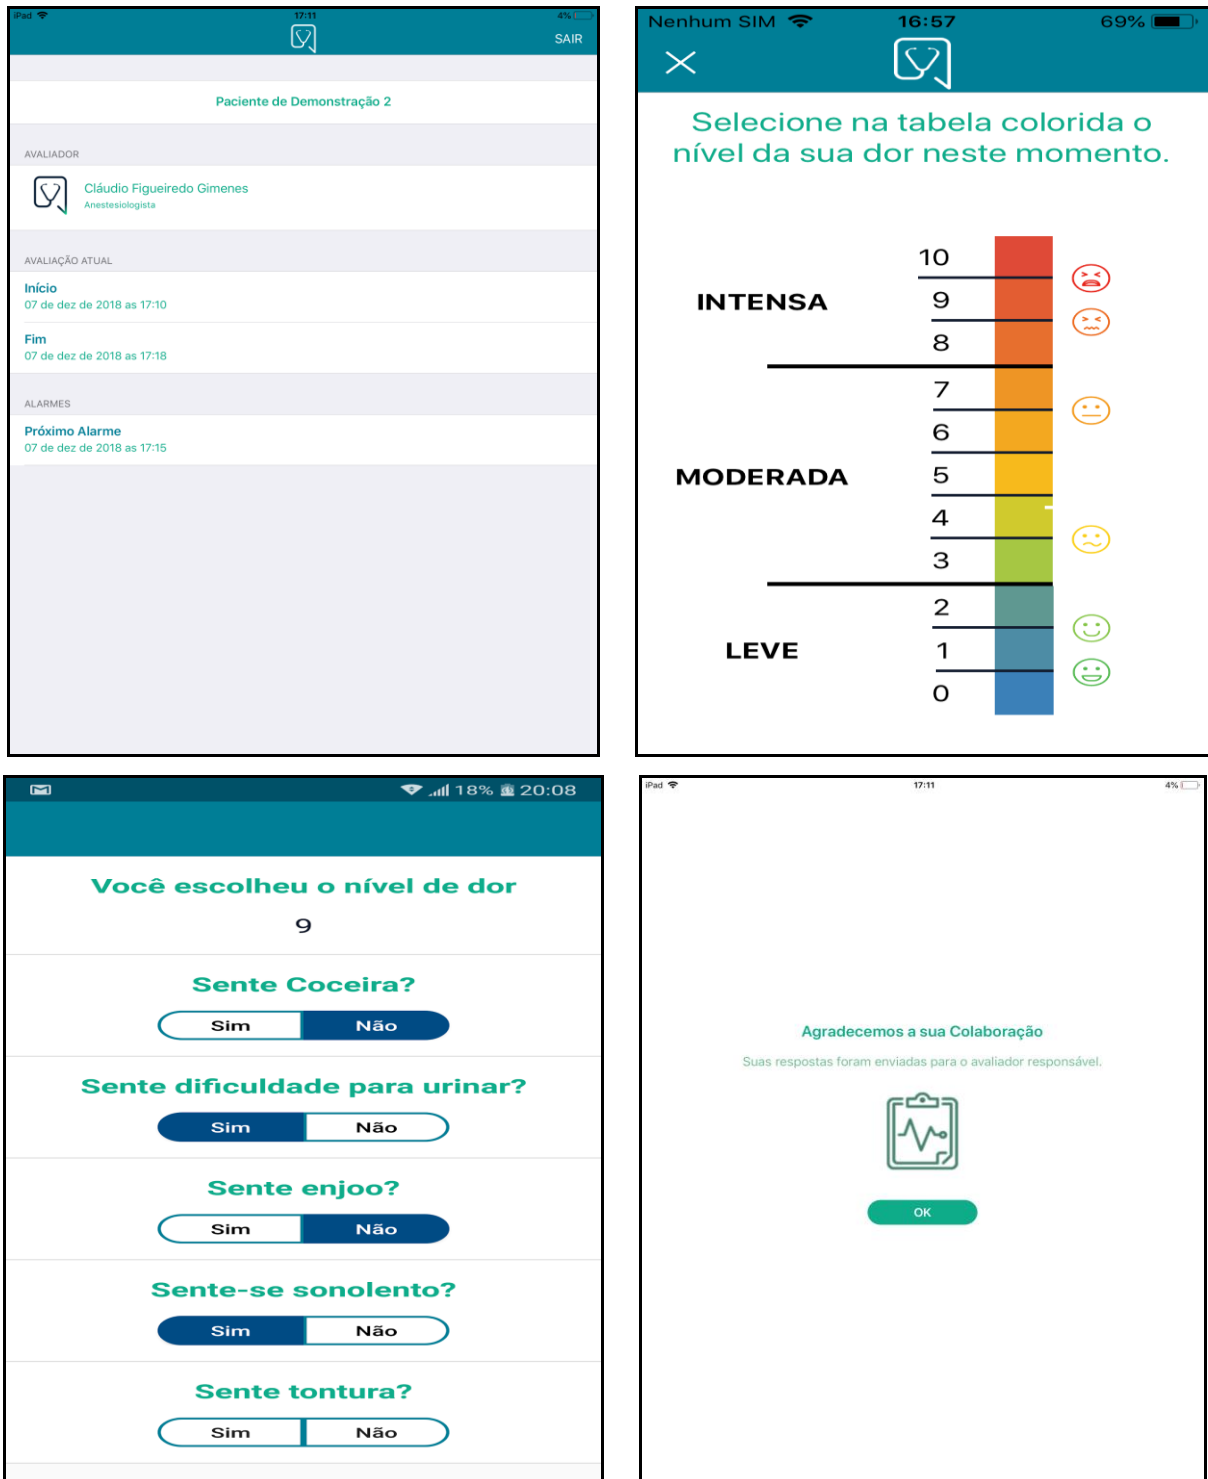 iPad 17:11 4%
SAIR
Paciente de Demonstração 2
AVALIADOR
Cláudio Figueiredo Gimenes
Anestesiologista
AVALIAÇÃO ATUAL
Início
07 de dez de 2018 as 17:10
Fim
07 de dez de 2018 as 17:18
ALARMES
Próximo Alarme
07 de dez de 2018 as 17:15
Nenhum SIM 16:57 69%
Selecione na tabela colorida o
nível da sua dor neste momento.
10
INTENSA 9
8
7
6
MODERADA 5
4
3
2
LEVE 1
0
18% 20:08
Você escolheu o nível de dor
9
Sente Coceira?
Sim Não
Sente dificuldade para urinar?
Sim Não
Sente enjoo?
Sim Não
Sente-se sonolento?
Sim Não
Sente tontura?
Sim Não
iPad 17:11 4%
Agradecemos a sua Colaboração
Suas respostas foram enviadas para o avaliador responsável.
OK